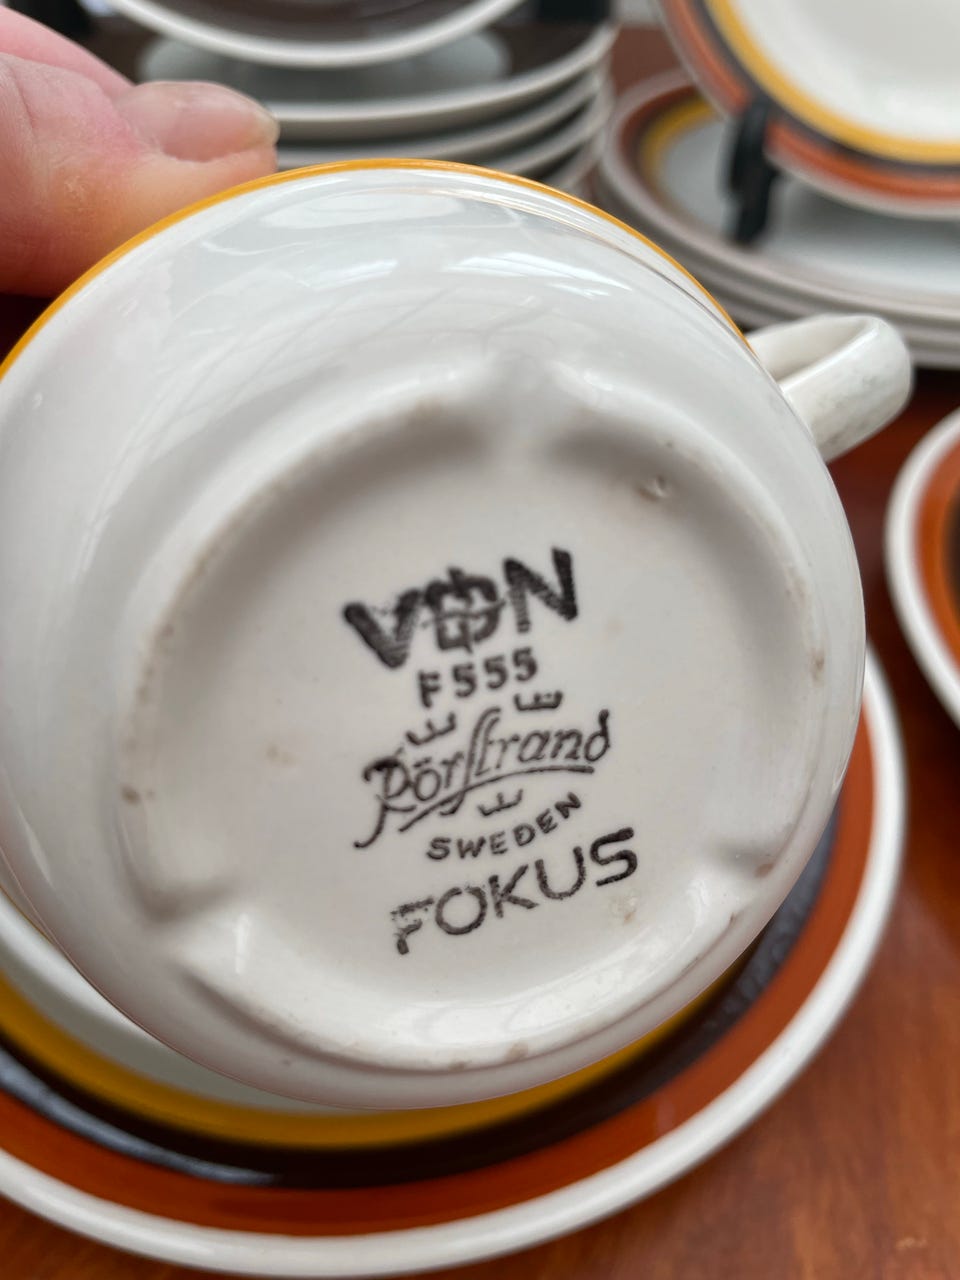 VDN
F555
Rörstrand
SWEDEN
FOKUS